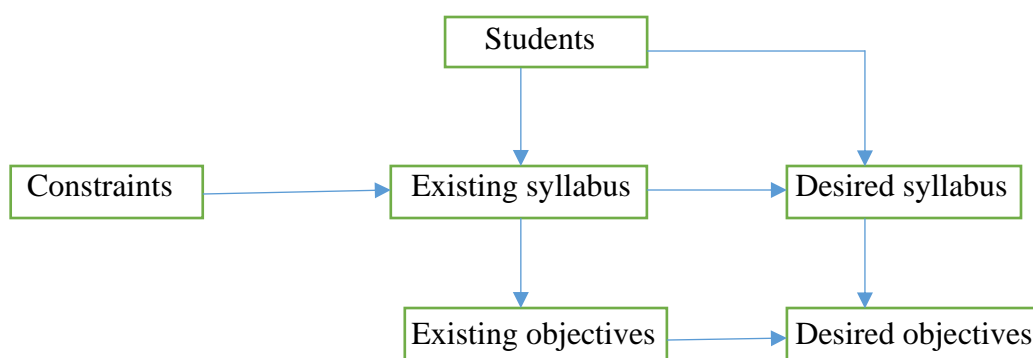 Students
Constraints
Existing syllabus
Desired syllabus
Existing objectives
Desired objectives